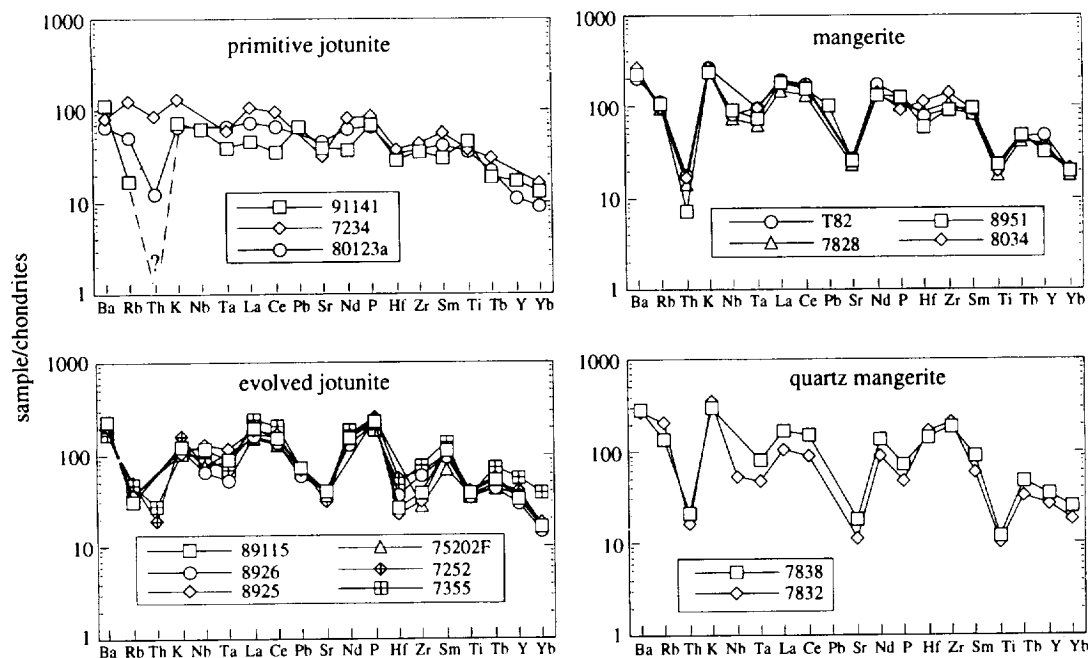 sample/chondrites
1000
100
10
1
primitive jotunite
?
91141
7234
80123a
Ba Rb Th K Nb Ta La Ce Pb Sr Nd P Hf Zr Sm Ti Tb Y Yb
1000
100
10
1
mangerite
T82
7828
8951
8034
Ba Rb Th K Nb Ta La Ce Pb Sr Nd P Hf Zr Sm Ti Tb Y Yb
1000
100
10
1
evolved jotunite
89115
8926
8925
75202F
7252
7355
Ba Rb Th K Nb Ta La Ce Pb Sr Nd P Hf Zr Sm Ti Tb Y Yb
1000
100
10
1
quartz mangerite
7838
7832
Ba Rb Th K Nb Ta La Ce Pb Sr Nd P Hf Zr Sm Ti Tb Y Yb